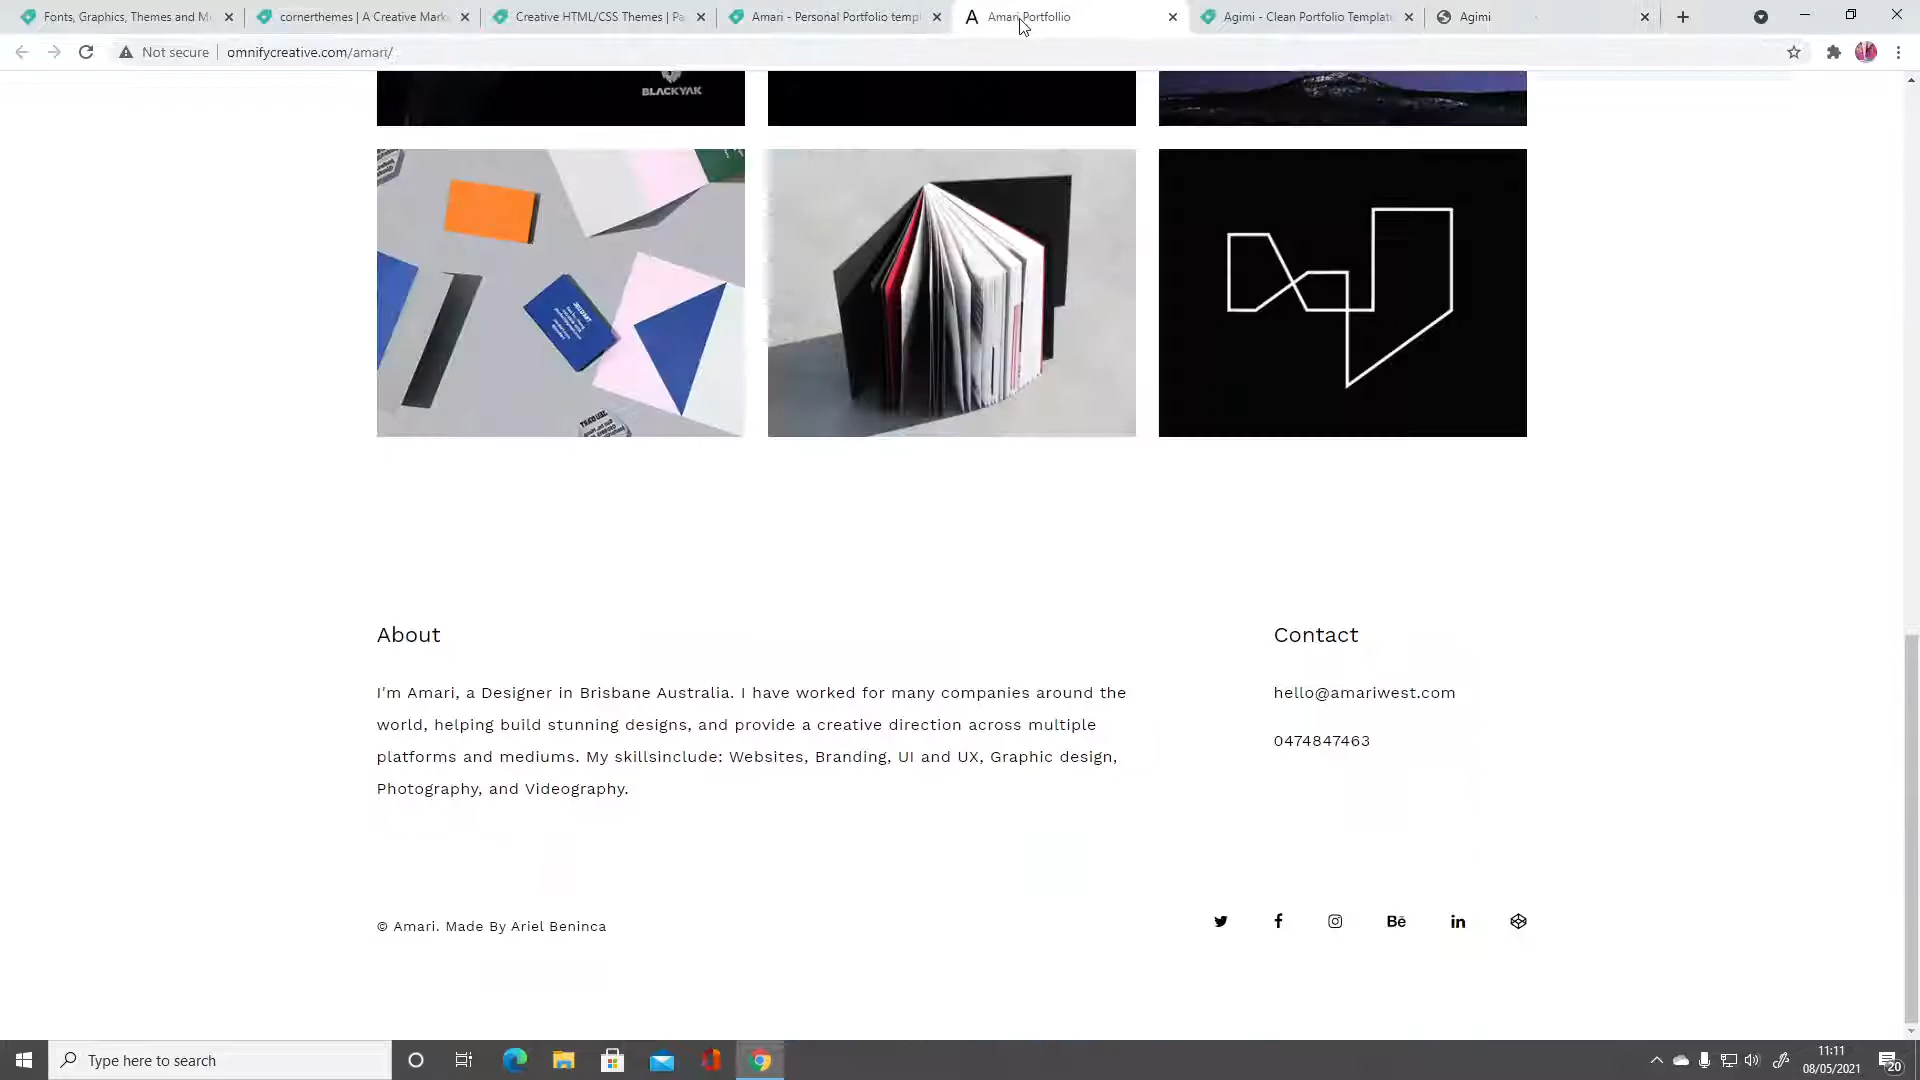 Fonts, Graphics, Themes and M
cornerthemes | A Creative Mark
Creative HTML/CSS Themes | Pa
Amari - Personal Portfolio templ
Amari Portfollio
Agimi - Clean Portfolio Template
Agimi
Not secure
omnifycreative.com/amari/
BLACKYAK
About
I'm Amari, a Designer in Brisbane Australia. I have worked for many companies around the
world, helping build stunning designs, and provide a creative direction across multiple
platforms and mediums. My skillsinclude: Websites, Branding, UI and UX, Graphic design,
Photography, and Videography.
Contact
hello@amariwest.com
0474847463
© Amari. Made By Ariel Beninca
Type here to search
11:11
08/05/2021
20